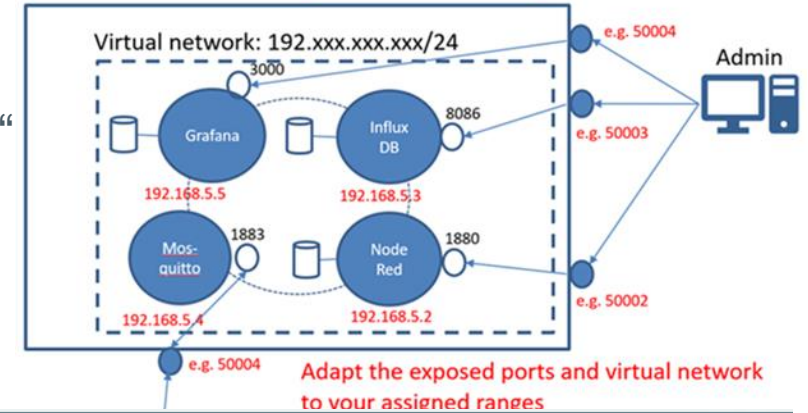 “
Virtual network: 192.xxx.xxx.xxx/24
e.g. 50004
Admin
3000
Grafana
Influx
DB
8086
e.g. 50003
192.168.5.5
192.168.5.3
Mos-
quitto
1883
Node
Red
1880
192.168.5.4
192.168.5.2
e.g. 50002
e.g. 50004
Adapt the exposed ports and virtual network
to your assigned ranges